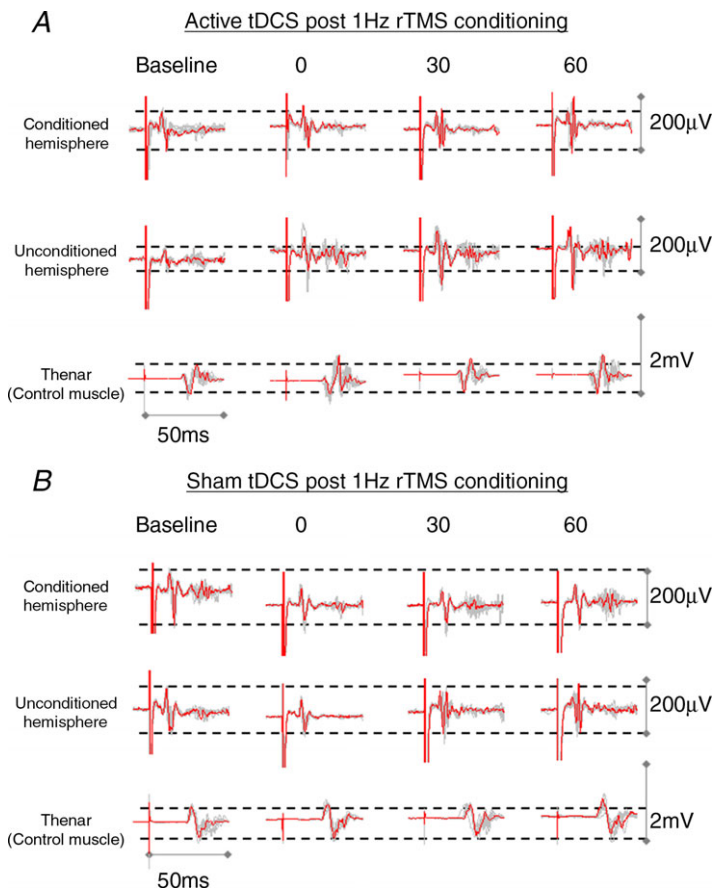 A
Active tDCS post 1Hz rTMS conditioning
Baseline 0 30 60
Conditioned hemisphere
200μV
Unconditioned hemisphere
200μV
Thenar (Control muscle)
2mV
50ms
B
Sham tDCS post 1Hz rTMS conditioning
Baseline 0 30 60
Conditioned hemisphere
200μV
Unconditioned hemisphere
200μV
Thenar (Control muscle)
2mV
50ms